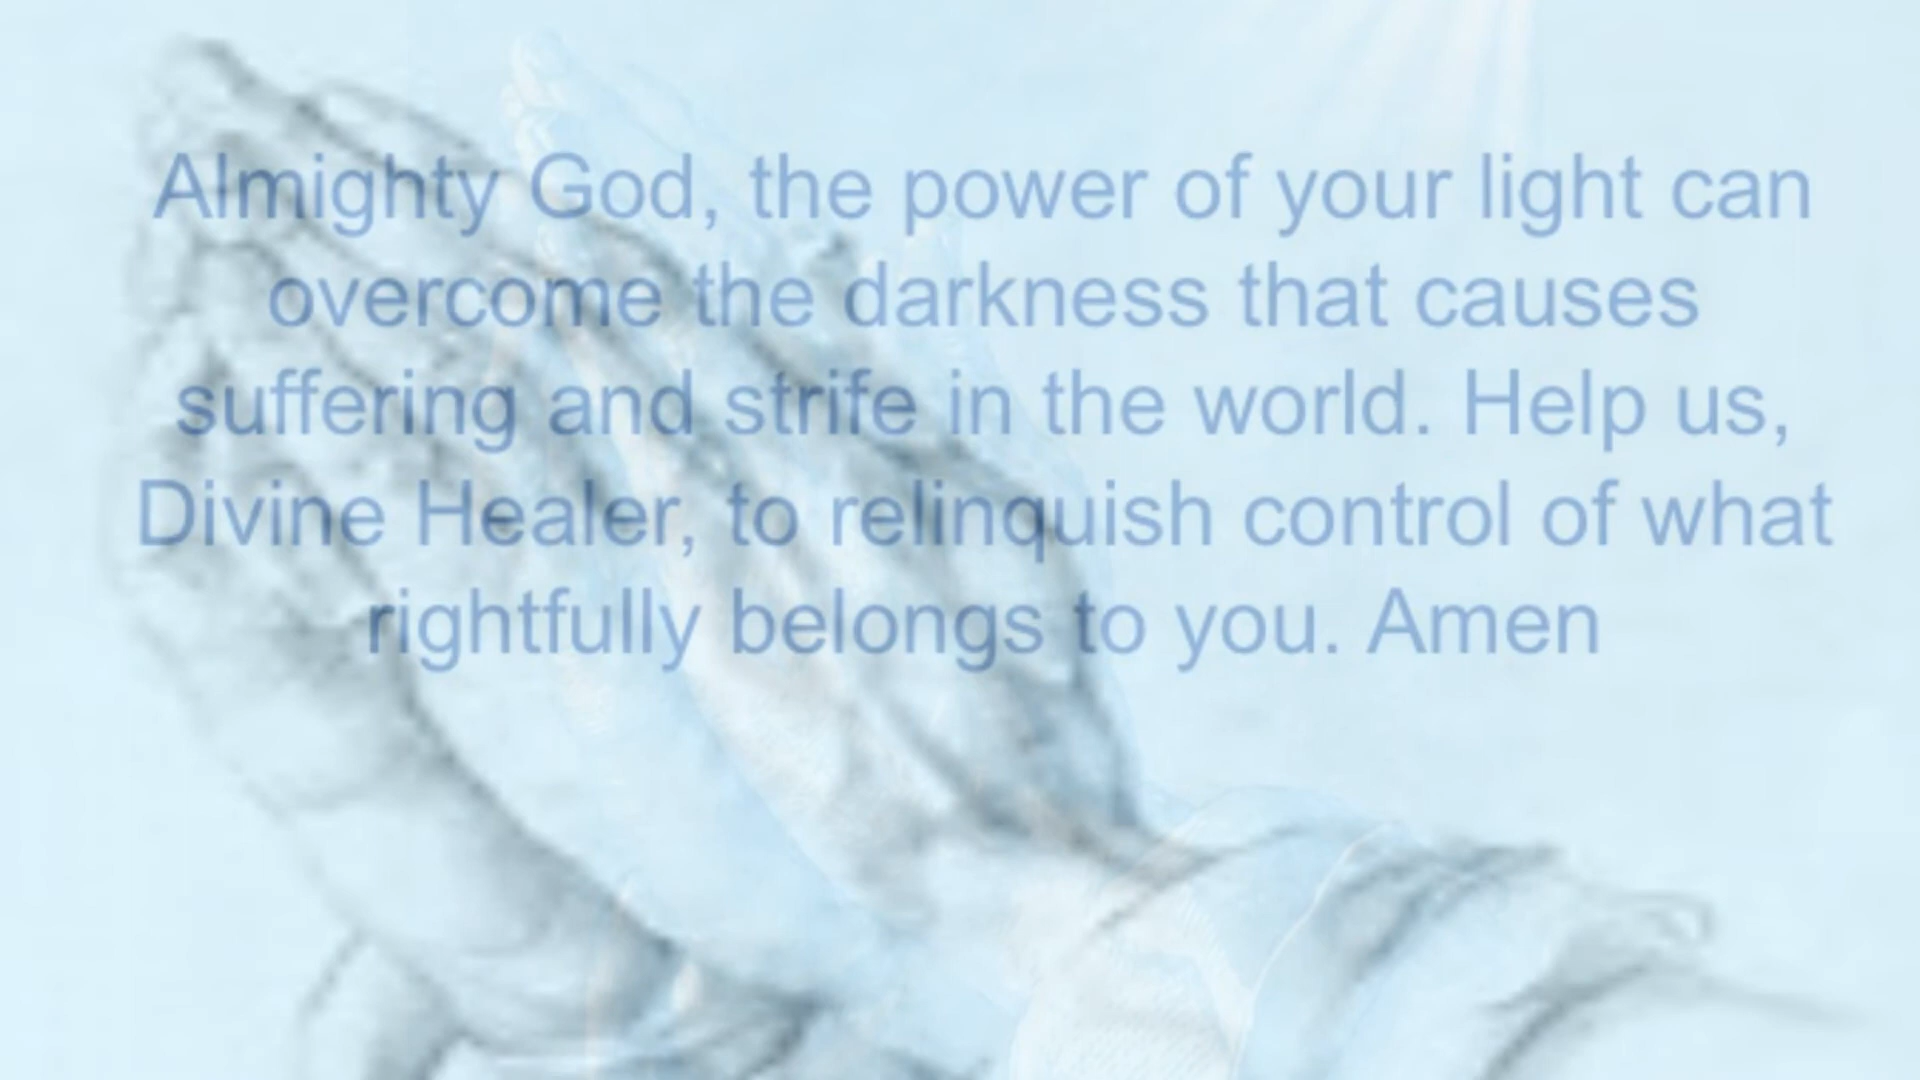 Almighty God, the power of your light can
overcome the darkness that causes
suffering and strife in the world. Help us,
Divine Healer, to relinquish control of what
rightfully belongs to you. Amen